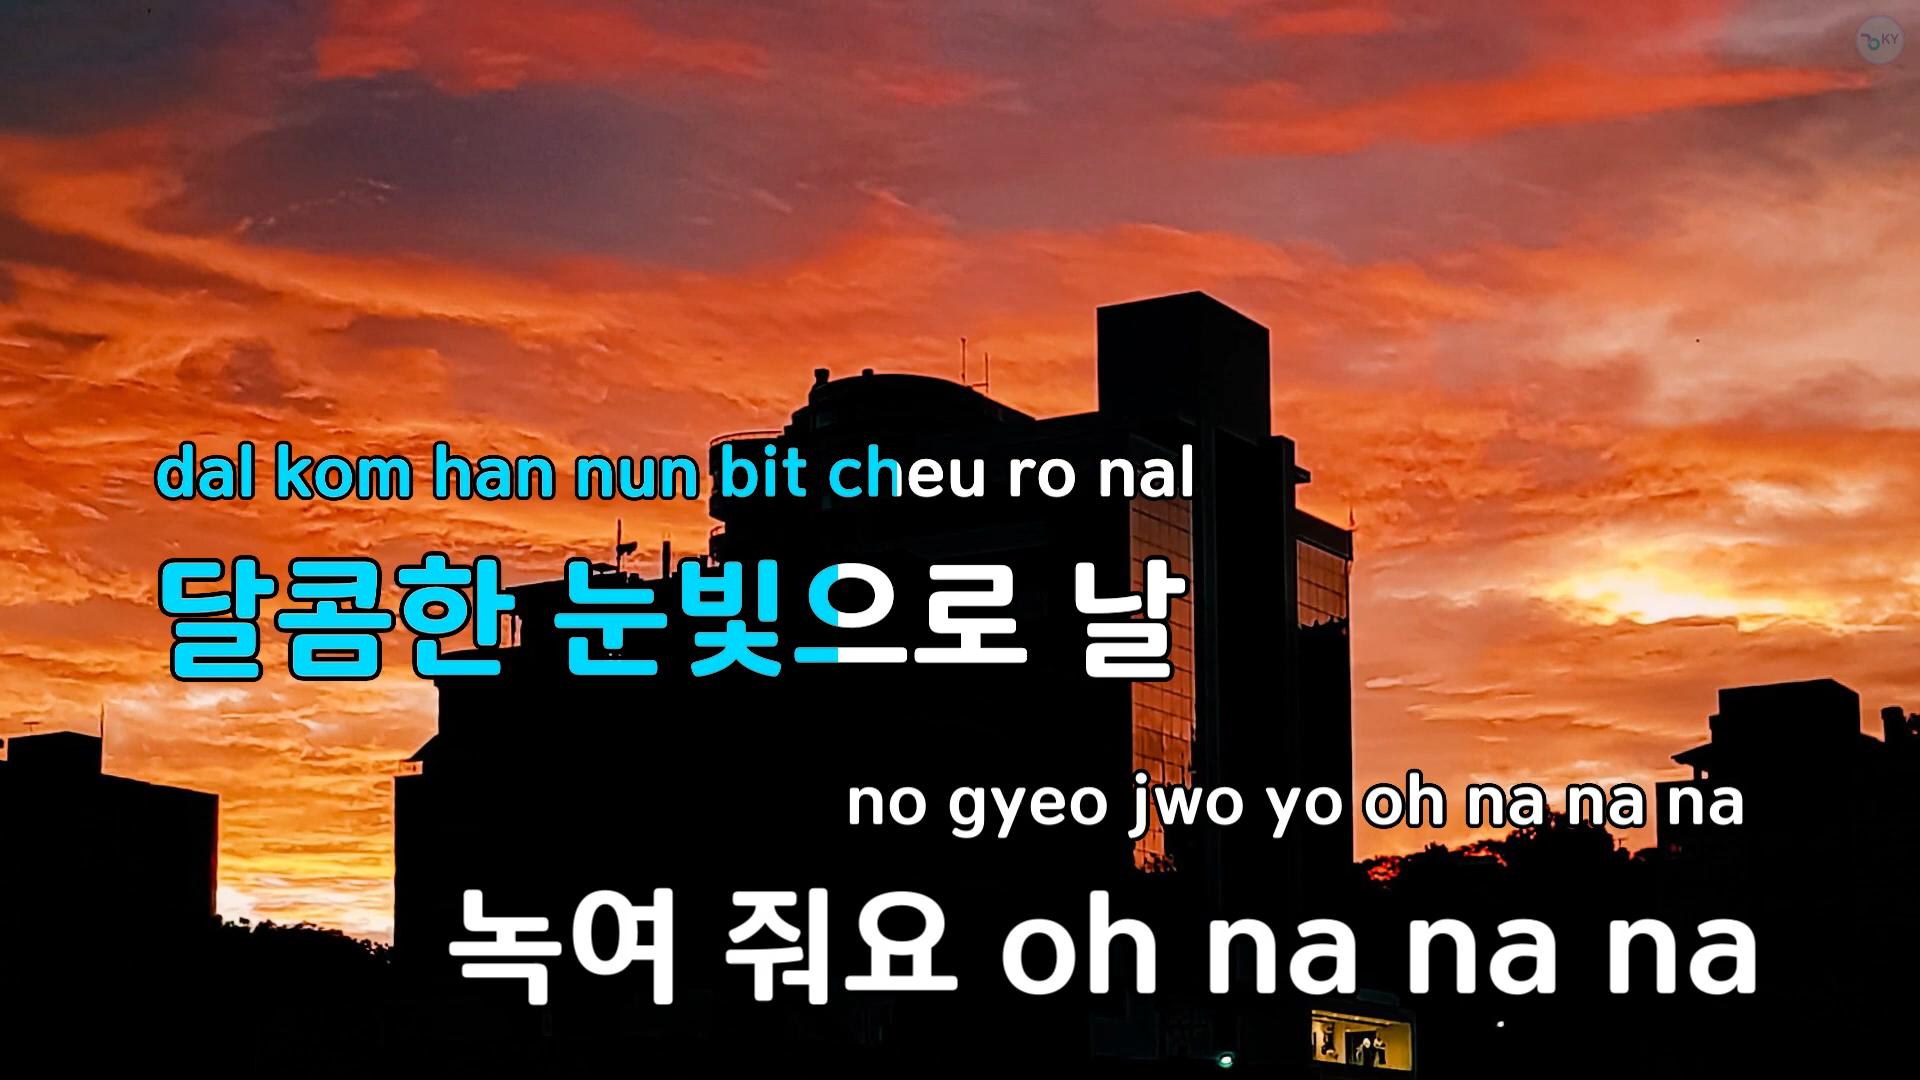 KY
dal kom han nun bit cheu ro nal
달콤한 눈빛으로 날
no gyeo jwo yo oh na na na
녹여 줘요 oh na na na